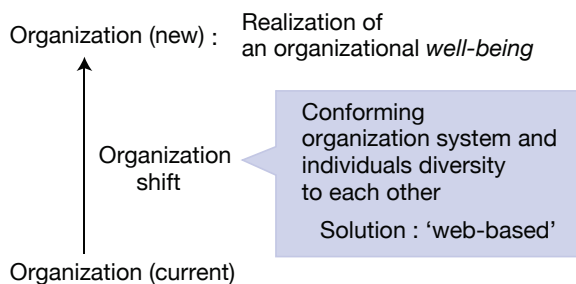 Organization (new) : Realization of
an organizational well-being
Conforming
organization system and
individuals diversity
to each other
Solution : ‘web-based’
Organization
shift
Organization (current)